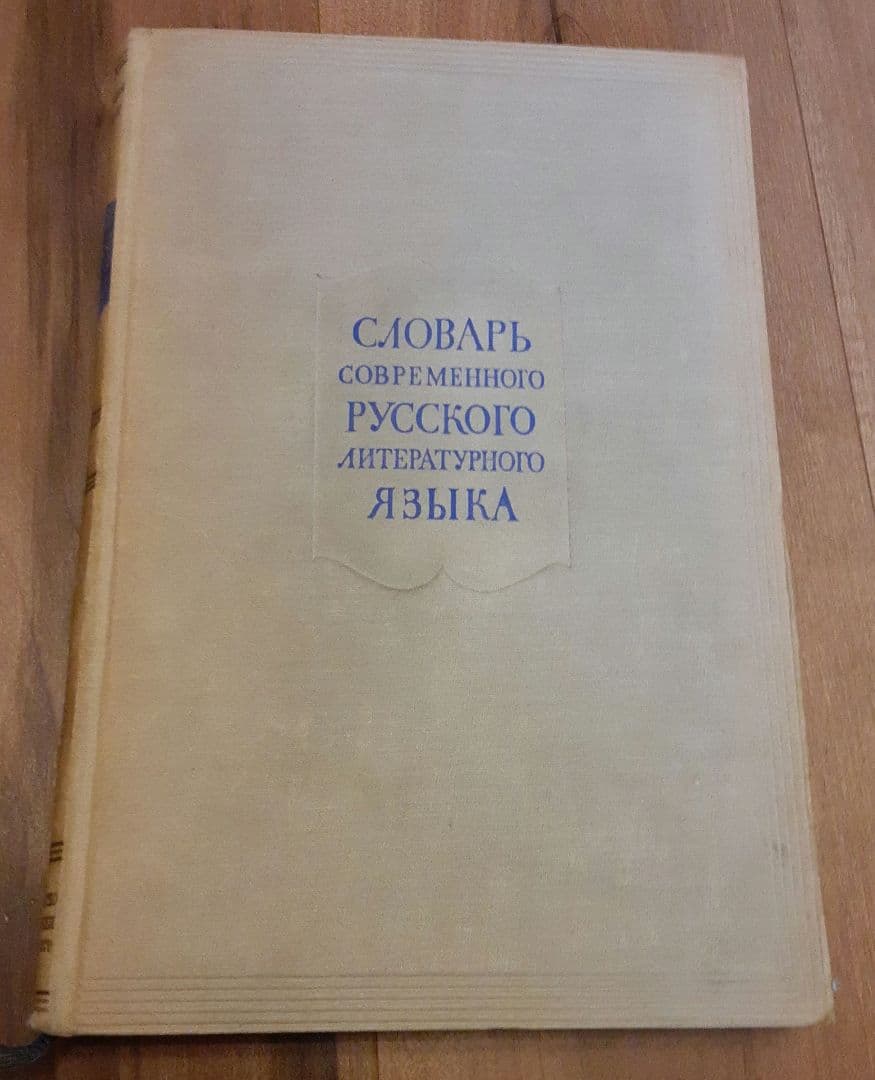 СЛОВАРЬ
СОВРЕМЕННОГО
РУССКОГО
ЛИТЕРАТУРНОГО
ЯЗЫКА